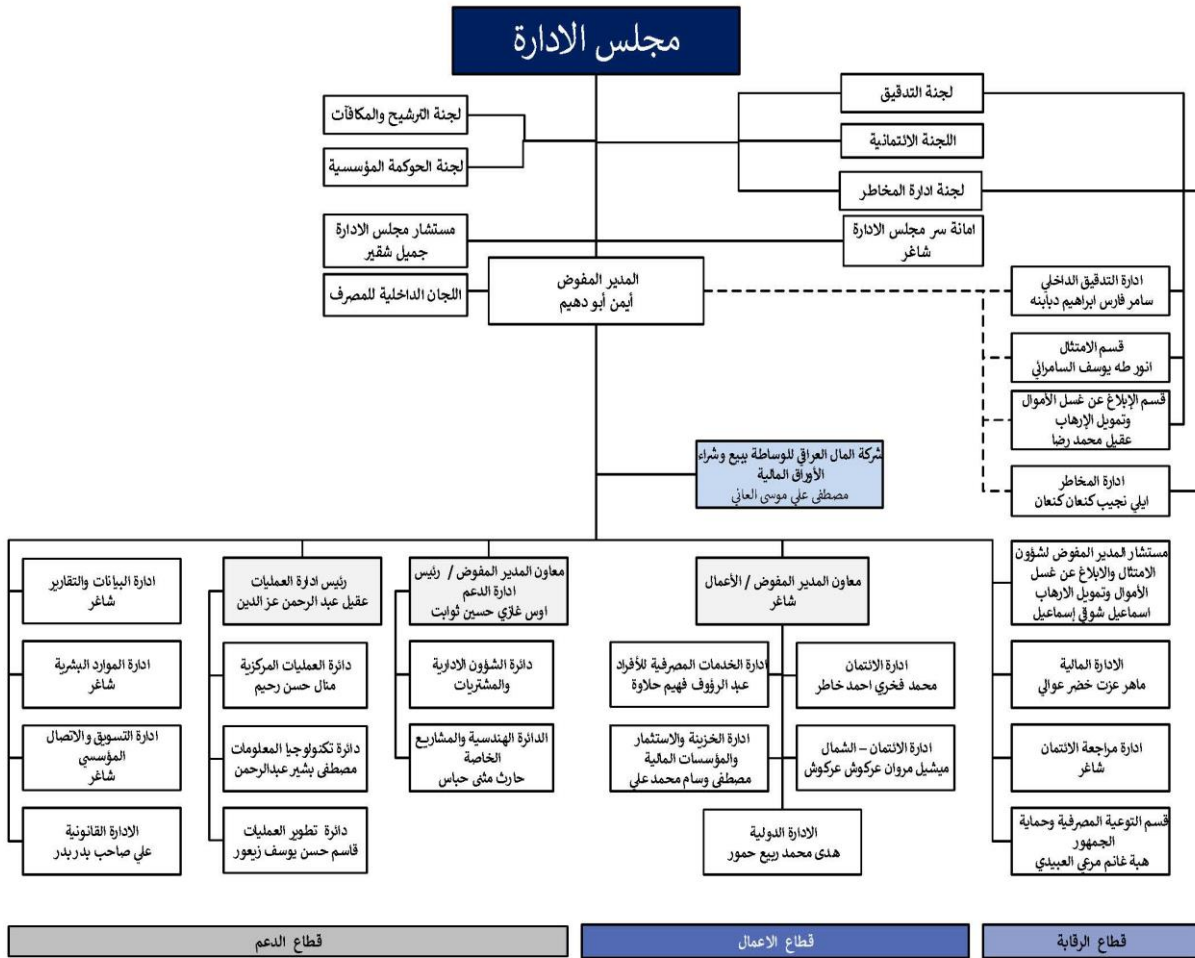 مجلس الادارة
لجنة التدقيق
اللجنة الائتمانية
لجنة ادارة المخاطر
لجنة الترشيح والمكافآت
لجنة الحوكمة المؤسسية
امانة سر مجلس الادارة
شاغر
مستشار مجلس الادارة
جميل شقير
المدير المفوض
أيمن أبو دهيم
اللجان الداخلية للمصرف
ادارة التدقيق الداخلي
سامر فارس ابراهيم دبابنه
قسم الامتثال
انور طه يوسف السامرائي
قسم الإبلاغ عن غسل الأموال
وتمويل الإرهاب
عقيل محمد رضا
ادارة المخاطر
ايلي نجيب كنعان كنعان
شركة المال العراقي للوساطة ببيع وشراء
الأوراق المالية
مصطفى علي موسى العاني
مستشار المدير المفوض لشؤون
الامتثال والابلاغ عن غسل
الأموال وتمويل الارهاب
اسماعيل شوقي إسماعيل
الادارة المالية
ماهر عزت خضر عوالي
ادارة مراجعة الائتمان
شاغر
قسم التوعية المصرفية وحماية
الجمهور
هبة غانم مرعي العبيدي
معاون المدير المفوض / الأعمال
شاغر
ادارة الائتمان
محمد فخري احمد خاطر
ادارة الخدمات المصرفية للأفراد
عبد الرؤوف فهيم حلاوة
ادارة الائتمان – الشمال
ميشيل مروان عركوش عركوش
ادارة الخزينة والاستثمار
والمؤسسات المالية
مصطفى وسام محمد علي
الادارة الدولية
هدى محمد ربيع حمور
معاون المدير المفوض / رئيس
ادارة الدعم
اوس غازي حسين ثوابت
دائرة الشؤون الادارية
والمشتريات
الدائرة الهندسية والمشاريع
الخاصة
حارث مثنى حباس
رئيس ادارة العمليات
عقيل عبد الرحمن عز الدين
دائرة العمليات المركزية
منال حسن رحيم
دائرة تكنولوجيا المعلومات
مصطفى بشير عبدالرحمن
دائرة تطوير العمليات
قاسم حسن يوسف زيعور
ادارة البيانات والتقارير
شاغر
ادارة الموارد البشرية
شاغر
ادارة التسويق والاتصال
المؤسسي
شاغر
الادارة القانونية
علي صاحب بدر بدر
قطاع الرقابة
قطاع الاعمال
قطاع الدعم